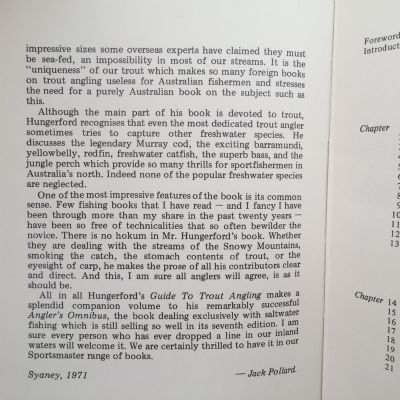 impressive sizes some overseas experts have claimed they must
be sea-fed, an impossibility in most of our streams. It is the
"uniqueness" of our trout which makes so many foreign books
on trout angling useless for Australian fishermen and stresses
the need for a purely Australian book on the subject such as
this.
Although the main part of his book is devoted to trout,
Hungerford recognises that even the most dedicated trout angler
sometimes tries to capture other freshwater species. He
discusses the legendary Murray cod, the exciting barramundi,
yellowbelly, redfin, freshwater catfish, the superb bass, and the
jungle perch which provide so many thrills for sportfishermen in
Australia's north. Indeed none of the popular freshwater species
are neglected.
One of the most impressive features of the book is its common
sense. Few fishing books that I have read — and I fancy I have
been through more than my share in the past twenty years —
have been so free of technicalities that so often bewilder the
novice. There is no hokum in Mr. Hungerford's book. Whether
they are dealing with the streams of the Snowy Mountains,
smoking the catch, the stomach contents of trout, or the
eyesight of carp, he makes the prose of all his contributors clear
and direct. And this, I am sure all anglers will agree, is as it
should be.
All in all Hungerford's Guide To Trout Angling makes a
splendid companion volume to his remarkably successful
Angler's Omnibus, the book dealing exclusively with saltwater
fishing which is still selling so well in its seventh edition. I am
sure every person who has ever dropped a line in our inland
waters will welcome it. We are certainly thrilled to have it in our
Sportsmaster range of books.
Syaney, 1971
— Jack Pollard.
Foreword
Introduct
Chapter
3
4
5
6
7
8
9
10
11
12
13
Chapter 14
15
16
17
18
19
20
21